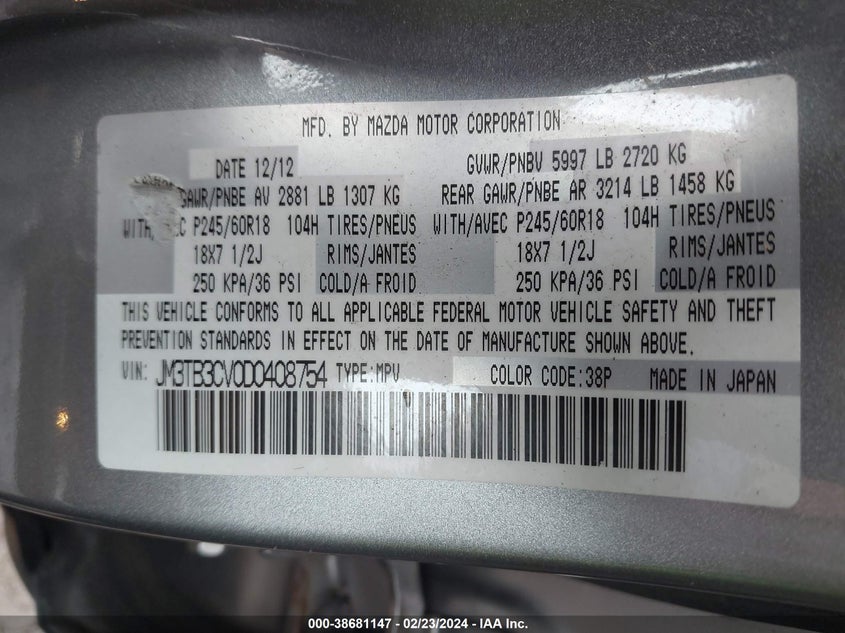 MFD. BY MAZDA MOTOR CORPORATION
DATE 12/12 GVWR/PNBV 5997 LB 2720 KG
GAWR/PNBE AV 2881 LB 1307 KG REAR GAWR/PNBE AR 3214 LB 1458 KG
WITH/AVEC P245/60R18 104H TIRES/PNEUS WITH/AVEC P245/60R18 104H TIRES/PNEUS
18X7 1/2J RIMS/JANTES 18X7 1/2J RIMS/JANTES
250 KPA/36 PSI COLD/A FROID 250 KPA/36 PSI COLD/A FROID
THIS VEHICLE CONFORMS TO ALL APPLICABLE FEDERAL MOTOR VEHICLE SAFETY AND THEFT
PREVENTION STANDARDS IN EFFECT ON THE DATE OF MANUFACTURE SHOWN ABOVE.
VIN: JM3TB3CV0D0408754 TYPE:MPV COLOR CODE:38P MADE IN JAPAN
000-38681147 - 02/23/2024 - IAA Inc.